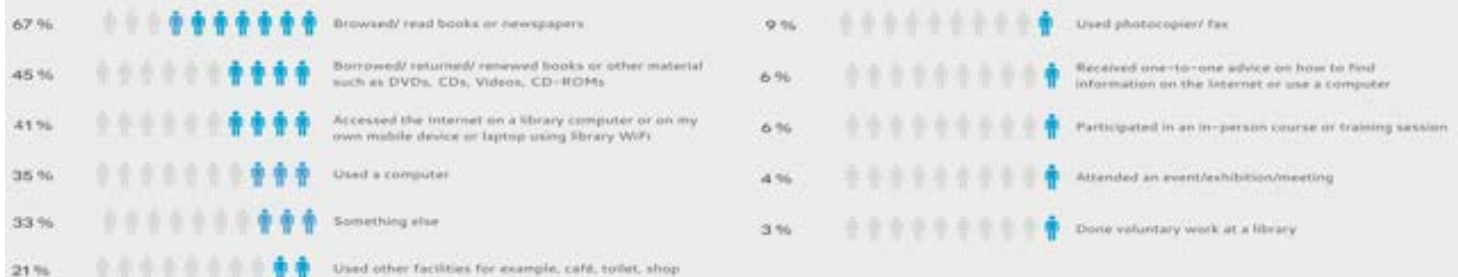 67 %
Browsed/ read books or newspapers
45 %
Borrowed/ returned/ renewed books or other material
such as DVDs, CDs, Videos, CD-ROMs
41 %
Accessed the Internet on a library computer or on my
own mobile device or laptop using library WiFi
35 %
Used a computer
33 %
Something else
21 %
Used other facilities for example, café, toilet, shop
9 %
Used photocopier/ fax
6 %
Received one-to-one advice on how to find
information on the Internet or use a computer
6 %
Participated in an in-person course or training session
4 %
Attended an event/exhibition/meeting
3 %
Done voluntary work at a library